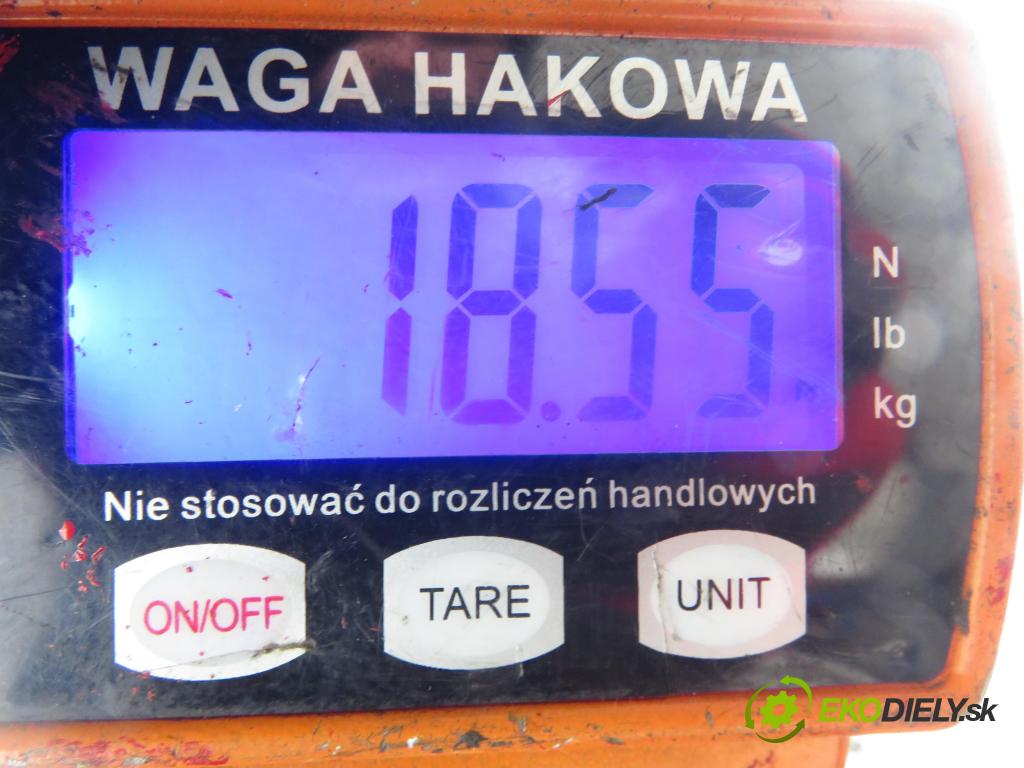 WAGA HAKOWA
18.55
N
lb
kg
Nie stosować do rozliczeń handlowych
ON/OFF TARE UNIT
EKODIELY.sk